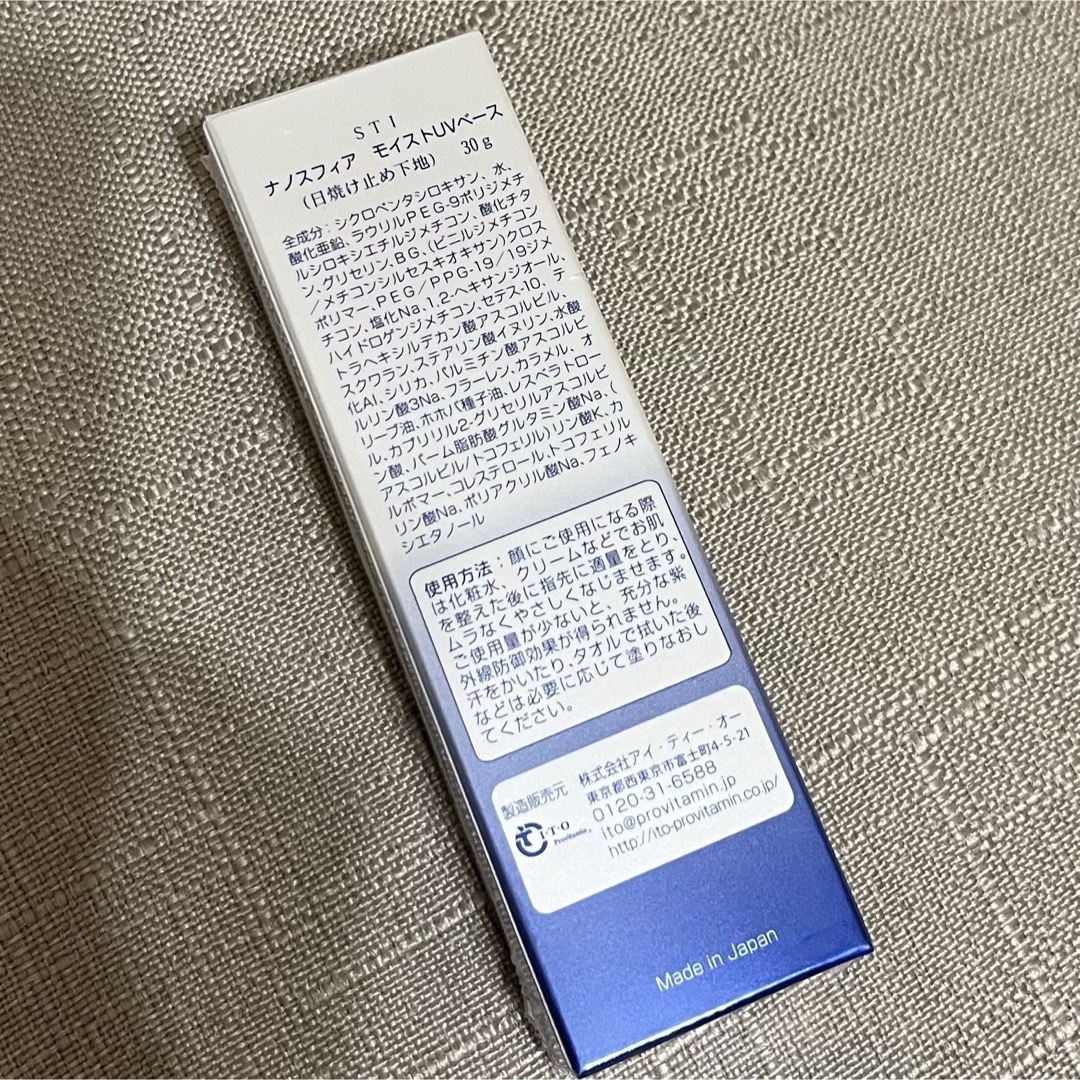 STI
ナノスフィア モイストUVベース
(日焼け止め下地) 30g
全成分:シクロペンタシロキサン、水、
酸化亜鉛、ラウリルPEG-9ポリジメチ
ルシロキシエチルジメチコン、酸化チタ
ン、グリセリン、BG、(ビニルジメチコン
/メチコンシルセスキオキサン)クロス
ポリマー、PEG/PPG-19/19ジメ
チコン、塩化Na、1,2-ヘキサンジオール、
ハイドロゲンジメチコン、セテス-10、テ
トラヘキシルデカン酸アスコルビル、
スクワラン、ステアリン酸イヌリン、水酸
化Al、シリカ、パルミチン酸アスコルビ
ルリン酸3Na、フラーレン、カラメル、オ
リーブ油、ホホバ種子油、レスベラトロー
ル、カプリリル2-グリセリルアスコルビ
ン酸、パーム脂肪酸グルタミン酸Na、(
アスコルビル/トコフェリル)リン酸K、カ
ルボマー、コレステロール、トコフェリル
リン酸Na、ポリアクリル酸Na、フェノキ
シエタノール
使用方法:顔にご使用になる際
は化粧水、クリームなどでお肌
を整えた後に指先に適量をとり、
ムラなくやさしくなじませます。
ご使用量が少ないと、充分な紫
外線防御効果が得られません。
汗をかいたり、タオルで拭いた後
などは必要に応じて塗りなおし
てください。
製造販売元 株式会社アイ・ティー・オー
東京都西東京市富士町4-5-21
0120-31-6588
ito@provitamin.jp
http://ito-provitamin.co.jp/
I·T·O
Provitamin
Made in Japan